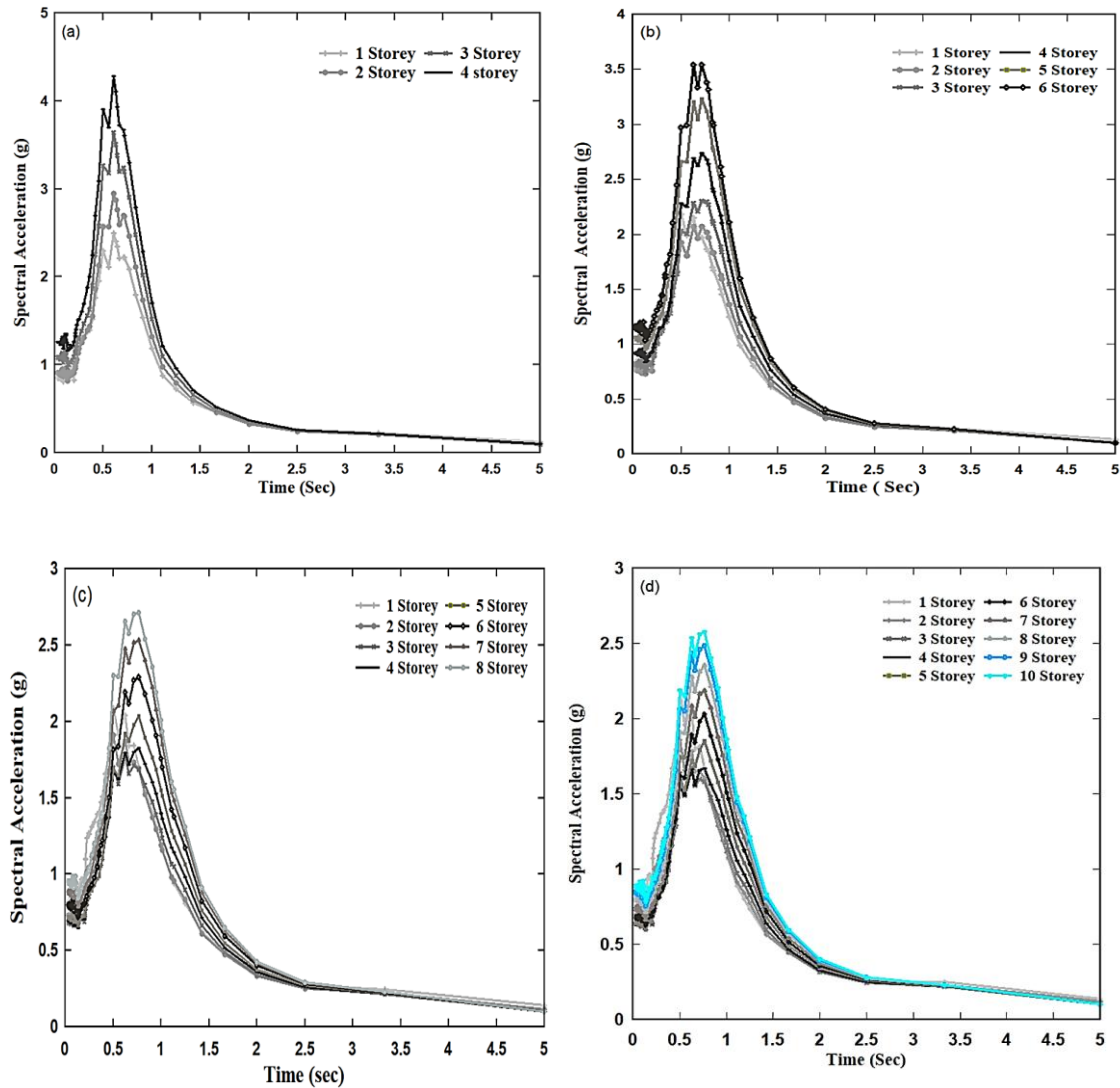 (a)
1 Storey 3 Storey
2 Storey 4 storey
Spectral Acceleration (g)
5
4
3
2
1
0
0 0.5 1 1.5 2 2.5 3 3.5 4 4.5 5
Time (Sec)
(b)
1 Storey 4 Storey
2 Storey 5 Storey
3 Storey 6 Storey
Spectral Acceleration (g)
4
3.5
3
2.5
2
1.5
1
0.5
0
0 0.5 1 1.5 2 2.5 3 3.5 4 4.5 5
Time ( Sec)
(c)
1 Storey 5 Storey
2 Storey 6 Storey
3 Storey 7 Storey
4 Storey 8 Storey
Spectral Acceleration (g)
3
2.5
2
1.5
1
0.5
0
0 0.5 1 1.5 2 2.5 3 3.5 4 4.5 5
Time (sec)
(d)
1 Storey 6 Storey
2 Storey 7 Storey
3 Storey 8 Storey
4 Storey 9 Storey
5 Storey 10 Storey
Spectral Acceleration (g)
3
2.5
2
1.5
1
0.5
0
0 0.5 1 1.5 2 2.5 3 3.5 4 4.5 5
Time (Sec)